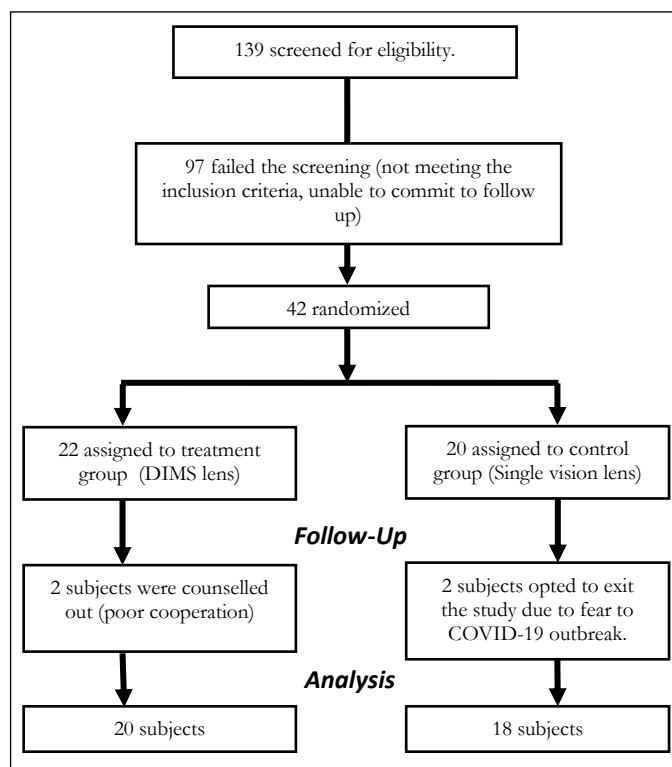 139 screened for eligibility.
97 failed the screening (not meeting the
inclusion criteria, unable to commit to follow
up)
42 randomized
22 assigned to treatment
group (DIMS lens)
20 assigned to control
group (Single vision lens)
Follow-Up
2 subjects were counselled
out (poor cooperation)
2 subjects opted to exit
the study due to fear to
COVID-19 outbreak.
Analysis
20 subjects
18 subjects